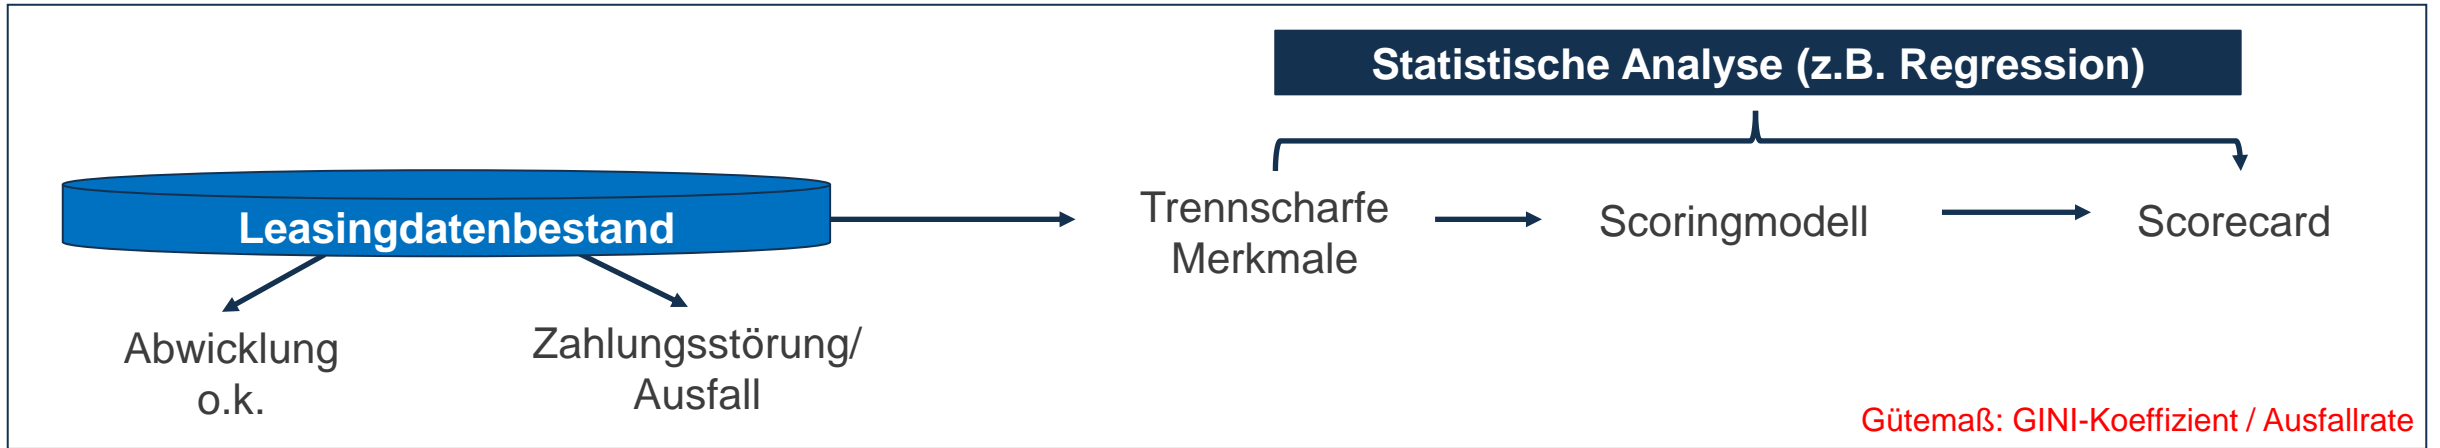 Statistische Analyse (z.B. Regression)
Leasingdatenbestand
Trennscharfe
Merkmale
Scoringmodell
Scorecard
Abwicklung
o.k.
Zahlungsstörung/
Ausfall
Gütemaß: GINI-Koeffizient / Ausfallrate